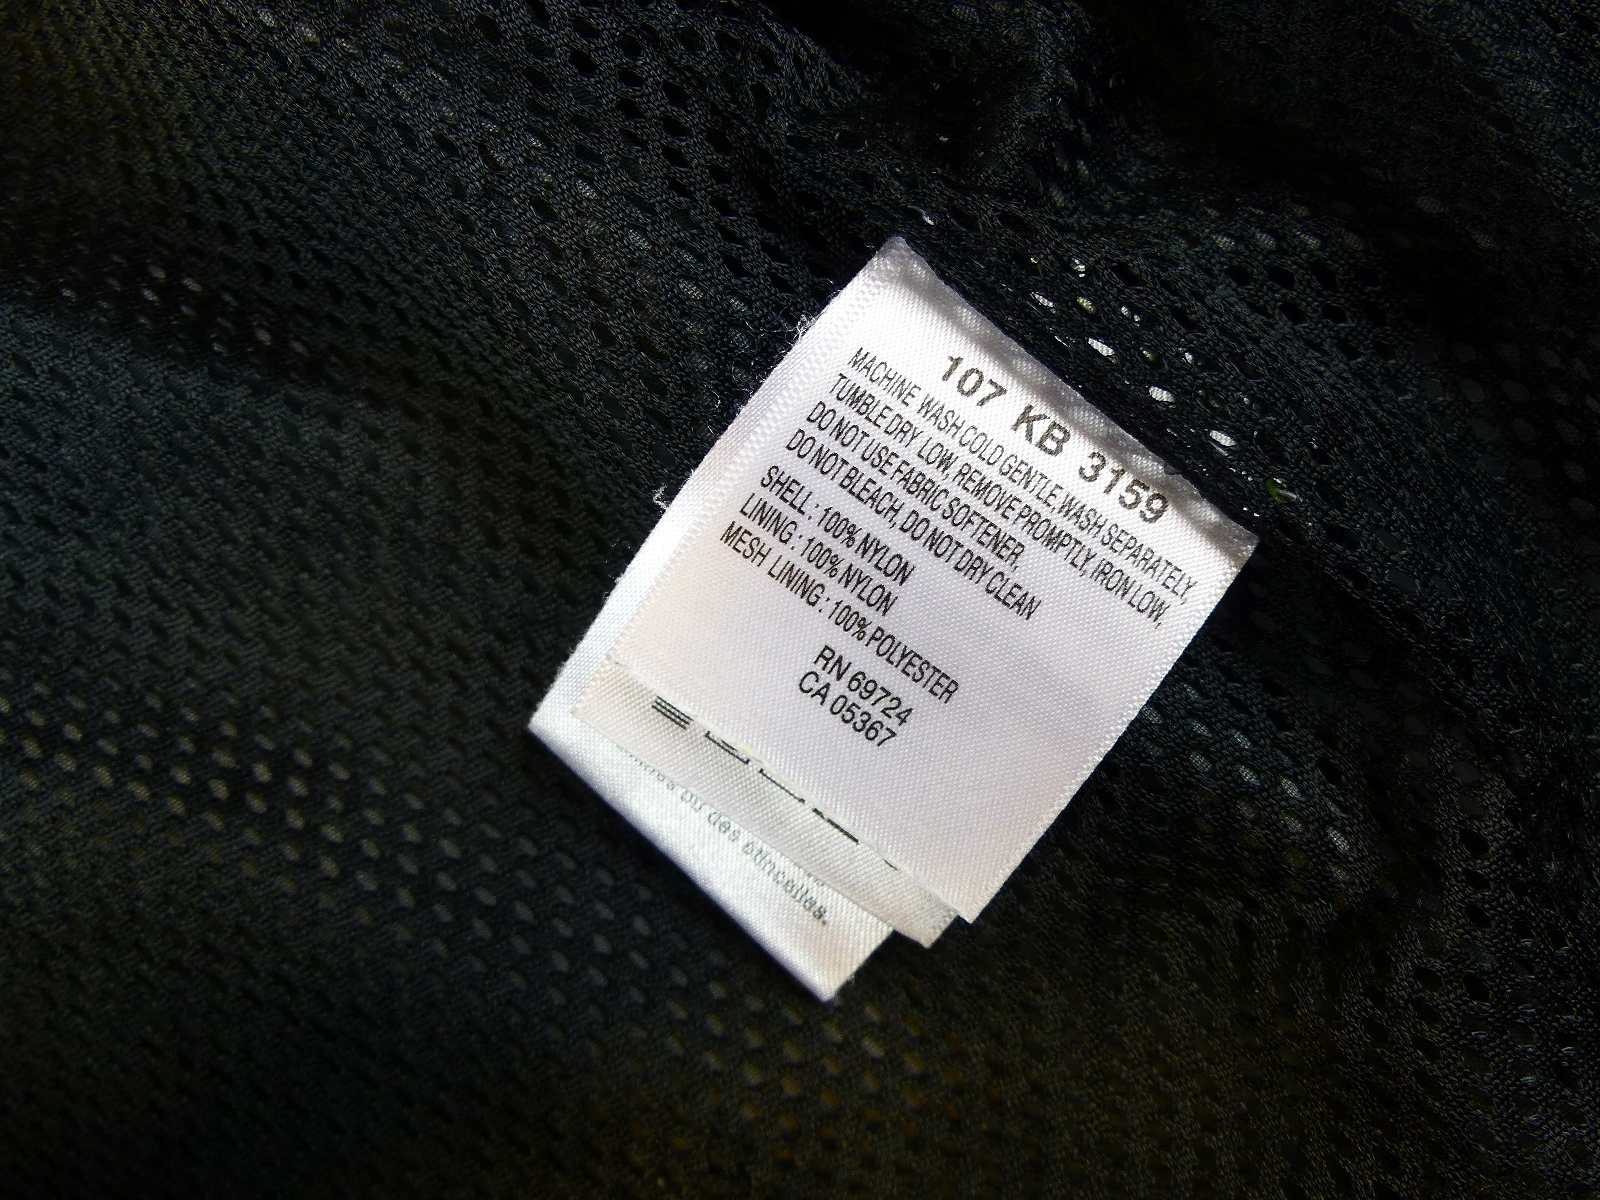 107 KB 3159
MACHINE WASH COLD GENTLE, WASH SEPARATELY,
TUMBLE DRY LOW, REMOVE PROMPTLY, IRON LOW,
DO NOT USE FABRIC SOFTENER,
DO NOT BLEACH, DO NOT DRY CLEAN
SHELL : 100% NYLON
LINING : 100% NYLON
MESH LINING : 100% POLYESTER
RN 69724
CA 05367
ou des étincelles.